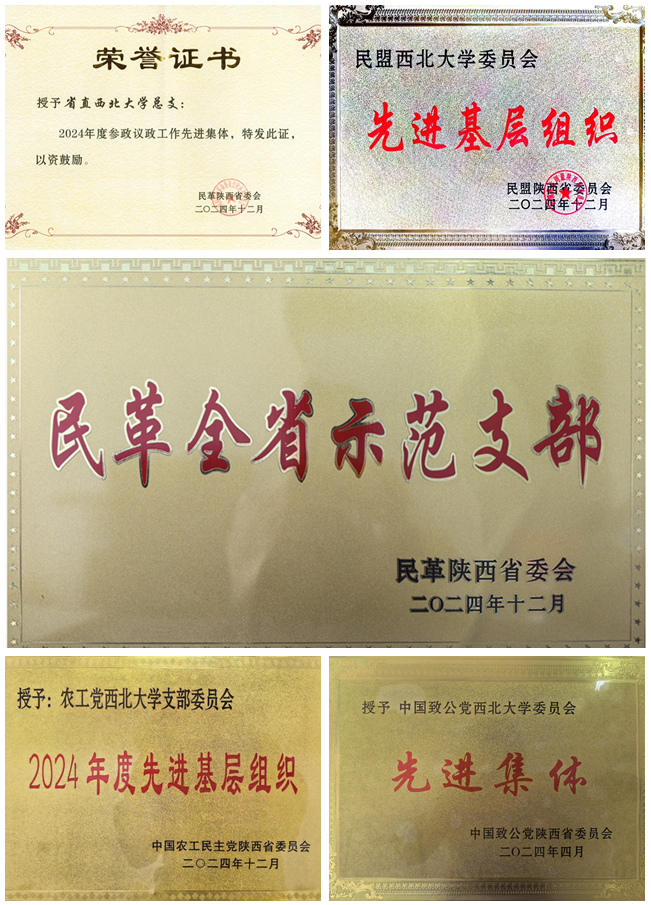 荣誉证书
授予省直西北大学总支：
2024年度参政议政工作先进集体，特发此证，
以资鼓励。
民革陕西省委会
二〇二四年十二月
民盟西北大学委员会
先进基层组织
民盟陕西省委员会
二〇二四年十二月
民革全省示范支部
民革陕西省委会
二〇二四年十二月
授予：农工党西北大学支部委员会
2024年度先进基层组织
中国农工民主党陕西省委员会
二〇二四年十二月
授予 中国致公党西北大学委员会
先进集体
中国致公党陕西省委员会
二〇二四年四月